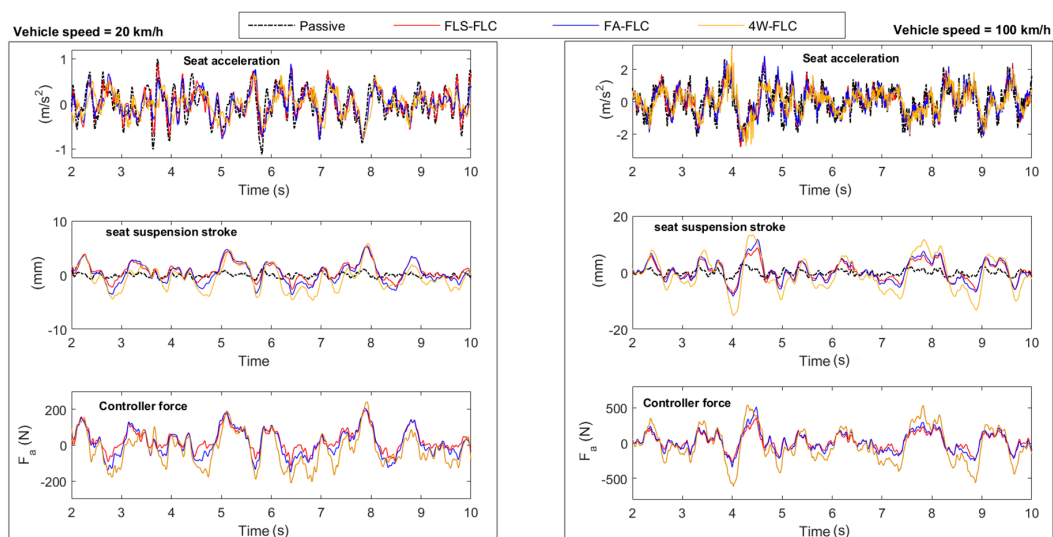 Passive FLS-FLC FA-FLC 4W-FLC
Vehicle speed = 20 km/h
Seat acceleration
(m/s²)
1
0
-1
2 3 4 5 6 7 8 9 10
Time (s)
seat suspension stroke
(mm)
10
0
-10
2 3 4 5 6 7 8 9 10
Time
Controller force
F a (N)
200
0
-200
2 3 4 5 6 7 8 9 10
Time (s)
Vehicle speed = 100 km/h
Seat acceleration
(m/s²)
2
0
-2
2 3 4 5 6 7 8 9 10
Time (s)
seat suspension stroke
(mm)
20
0
-20
2 3 4 5 6 7 8 9 10
Time (s)
Controller force
F a (N)
500
0
-500
2 3 4 5 6 7 8 9 10
Time (s)